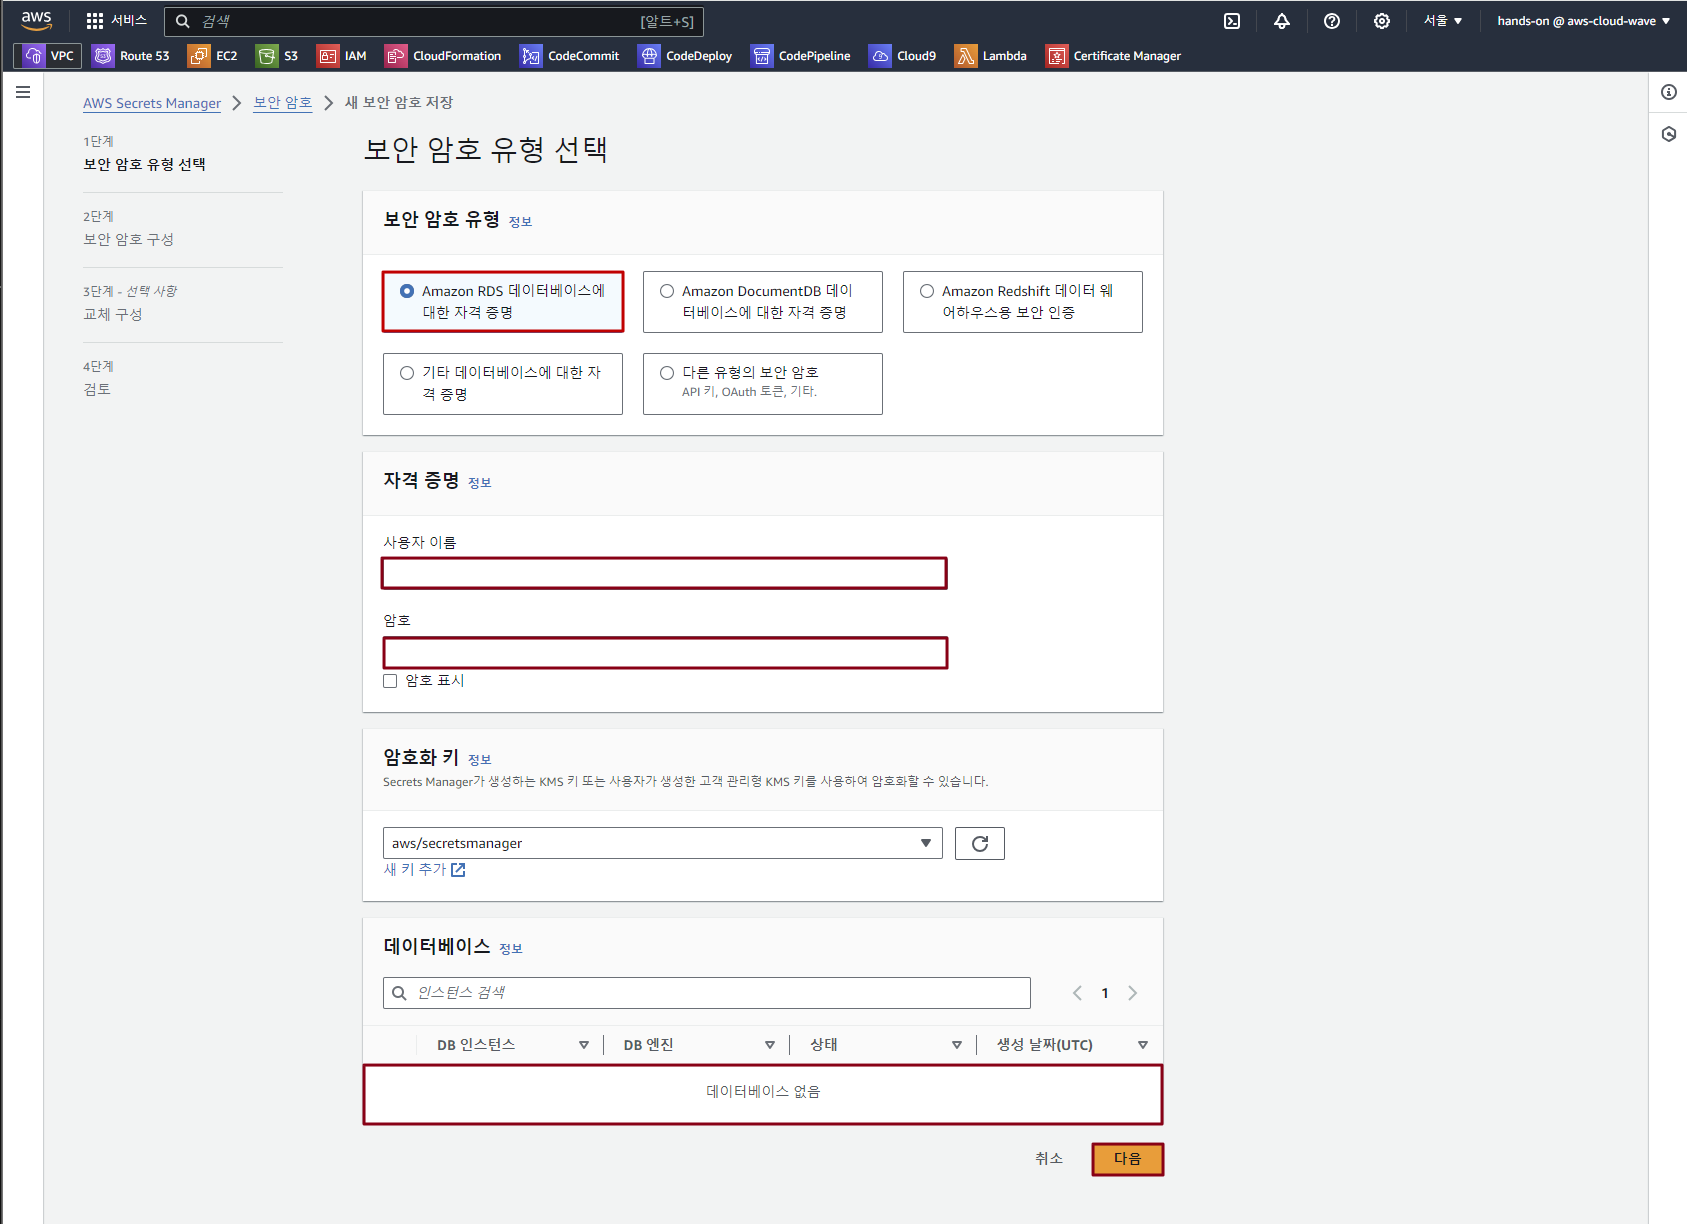 aws 서비스 검색 [알트+S] 서울 ▼ hands-on @ aws-cloud-wave ▼
VPC Route 53 EC2 S3 IAM CloudFormation CodeCommit CodeDeploy CodePipeline Cloud9 Lambda Certificate Manager
AWS Secrets Manager > 보안 암호 > 새 보안 암호 저장
1단계
보안 암호 유형 선택
2단계
보안 암호 구성
3단계 - 선택 사항
교체 구성
4단계
검토
보안 암호 유형 선택
보안 암호 유형 정보
Amazon RDS 데이터베이스에
대한 자격 증명
Amazon DocumentDB 데이
터베이스에 대한 자격 증명
Amazon Redshift 데이터 웨
어하우스용 보안 인증
기타 데이터베이스에 대한 자
격 증명
다른 유형의 보안 암호
API 키, OAuth 토큰, 기타.
자격 증명 정보
사용자 이름
암호
암호 표시
암호화 키 정보
Secrets Manager가 생성하는 KMS 키 또는 사용자가 생성한 고객 관리형 KMS 키를 사용하여 암호화할 수 있습니다.
aws/secretsmanager
새 키 추가
데이터베이스 정보
인스턴스 검색
1
DB 인스턴스 DB 엔진 상태 생성 날짜(UTC)
데이터베이스 없음
취소 다음